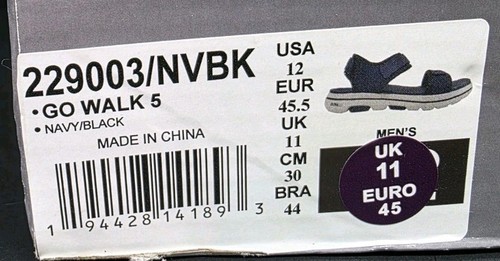 229003/NVBK
• GO WALK 5
• NAVY/BLACK
MADE IN CHINA
1 94428 14189 3
USA
12
EUR
45.5
UK
11
CM
30
BRA
44
MEN'S
UK
11
EURO
45